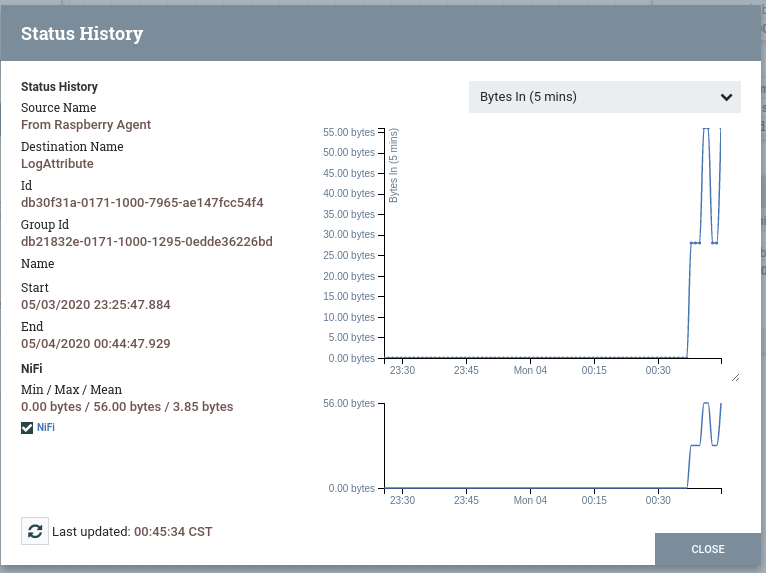 Status History
Status History
Source Name
From Raspberry Agent
Destination Name
LogAttribute
Id
db30f31a-0171-1000-7965-ae147fcc54f4
Group Id
db21832e-0171-1000-1295-0edde36226bd
Name
Start
05/03/2020 23:25:47.884
End
05/04/2020 00:44:47.929
NiFi
Min / Max / Mean
0.00 bytes / 56.00 bytes / 3.85 bytes
NiFi
Bytes In (5 mins)
Bytes In (5 mins)
55.00 bytes
50.00 bytes
45.00 bytes
40.00 bytes
35.00 bytes
30.00 bytes
25.00 bytes
20.00 bytes
15.00 bytes
10.00 bytes
5.00 bytes
0.00 bytes
23:30 23:45 Mon 04 00:15 00:30
56.00 bytes
0.00 bytes
23:30 23:45 Mon 04 00:15 00:30
Last updated: 00:45:34 CST
CLOSE